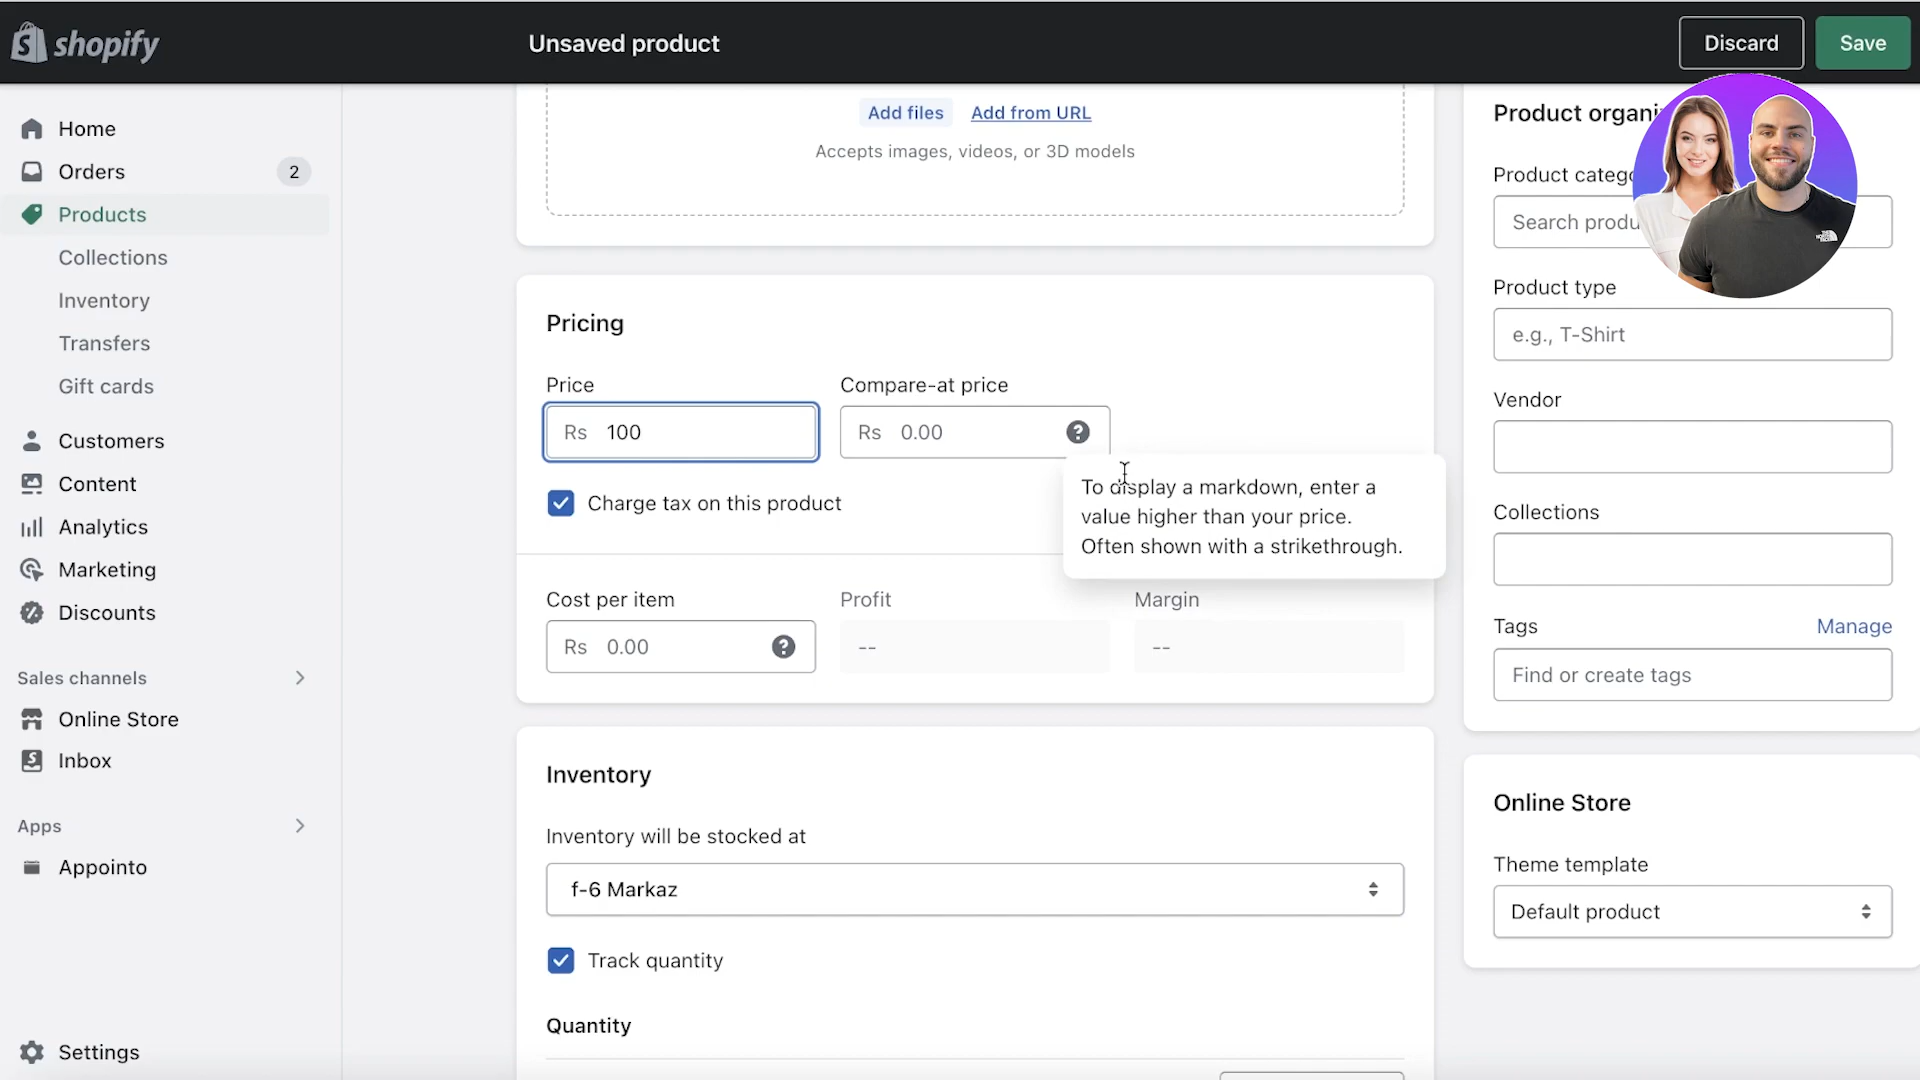 shopify
Unsaved product
Discard
Save
Home
Orders
2
Products
Collections
Inventory
Transfers
Gift cards
Customers
Content
Analytics
Marketing
Discounts
Sales channels
Online Store
Inbox
Apps
Appointo
Settings
Add files
Add from URL
Accepts images, videos, or 3D models
Pricing
Price
Compare-at price
Rs 100
Rs 0.00
Charge tax on this product
To display a markdown, enter a
value higher than your price.
Often shown with a strikethrough.
Cost per item
Profit
Margin
Rs 0.00
--
--
Inventory
Inventory will be stocked at
f-6 Markaz
Track quantity
Quantity
Product organi
Product catego
Search produ
THE NORTH FACE
Product type
e.g., T-Shirt
Vendor
Collections
Tags
Manage
Find or create tags
Online Store
Theme template
Default product